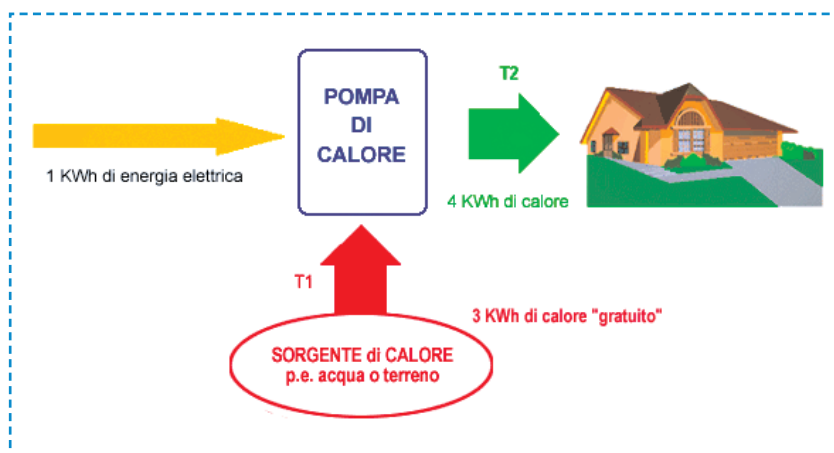 POMPA
DI
CALORE
T2
1 KWh di energia elettrica
4 KWh di calore
T1
3 KWh di calore "gratuito"
SORGENTE di CALORE
p.e. acqua o terreno